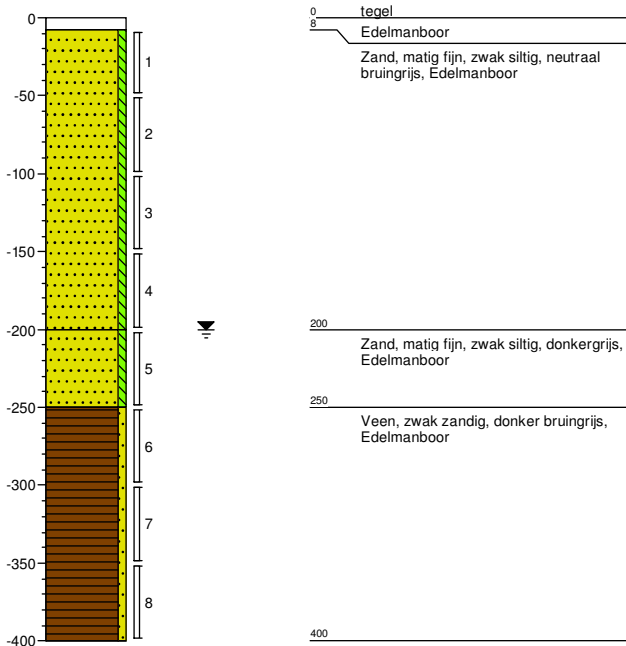 0
-50
-100
-150
-200
-250
-300
-350
-400
1
2
3
4
5
6
7
8
0 tegel
8 Edelmanboor
Zand, matig fijn, zwak siltig, neutraal
bruingrijs, Edelmanboor
200
Zand, matig fijn, zwak siltig, donkergrijs,
Edelmanboor
250
Veen, zwak zandig, donker bruingrijs,
Edelmanboor
400